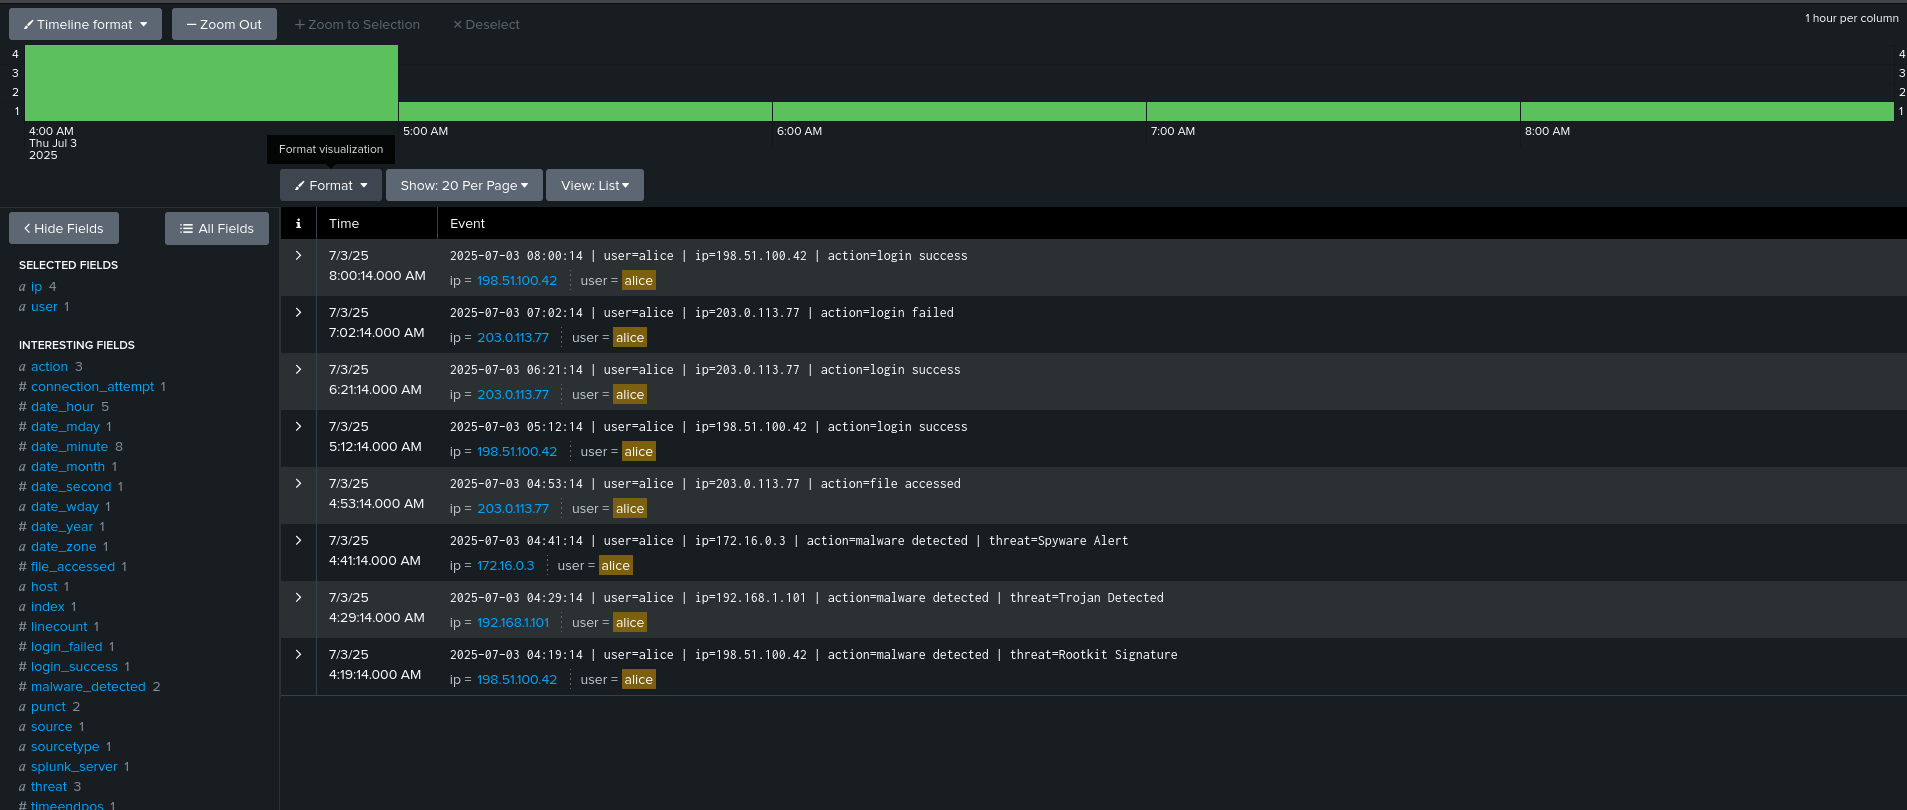 Timeline format
Zoom Out
Zoom to Selection
Deselect
1 hour per column
4
3
2
1
4
3
2
1
4:00 AM
Thu Jul 3
2025
5:00 AM
6:00 AM
7:00 AM
8:00 AM
Format visualization
Format
Show: 20 Per Page
View: List
Hide Fields
All Fields
SELECTED FIELDS
a ip 4
a user 1
INTERESTING FIELDS
a action 3
# connection_attempt 1
# date_hour 5
# date_mday 1
# date_minute 8
a date_month 1
# date_second 1
a date_wday 1
# date_year 1
a date_zone 1
# file_accessed 1
a host 1
a index 1
# linecount 1
# login_failed 1
# login_success 1
# malware_detected 2
a punct 2
a source 1
a sourcetype 1
a splunk_server 1
a threat 3
# timeendpos 1
i Time Event
7/3/25
8:00:14.000 AM
2025-07-03 08:00:14 | user=alice | ip=198.51.100.42 | action=login success
ip = 198.51.100.42 user = alice
7/3/25
7:02:14.000 AM
2025-07-03 07:02:14 | user=alice | ip=203.0.113.77 | action=login failed
ip = 203.0.113.77 user = alice
7/3/25
6:21:14.000 AM
2025-07-03 06:21:14 | user=alice | ip=203.0.113.77 | action=login success
ip = 203.0.113.77 user = alice
7/3/25
5:12:14.000 AM
2025-07-03 05:12:14 | user=alice | ip=198.51.100.42 | action=login success
ip = 198.51.100.42 user = alice
7/3/25
4:53:14.000 AM
2025-07-03 04:53:14 | user=alice | ip=203.0.113.77 | action=file accessed
ip = 203.0.113.77 user = alice
7/3/25
4:41:14.000 AM
2025-07-03 04:41:14 | user=alice | ip=172.16.0.3 | action=malware detected | threat=Spyware Alert
ip = 172.16.0.3 user = alice
7/3/25
4:29:14.000 AM
2025-07-03 04:29:14 | user=alice | ip=192.168.1.101 | action=malware detected | threat=Trojan Detected
ip = 192.168.1.101 user = alice
7/3/25
4:19:14.000 AM
2025-07-03 04:19:14 | user=alice | ip=198.51.100.42 | action=malware detected | threat=Rootkit Signature
ip = 198.51.100.42 user = alice